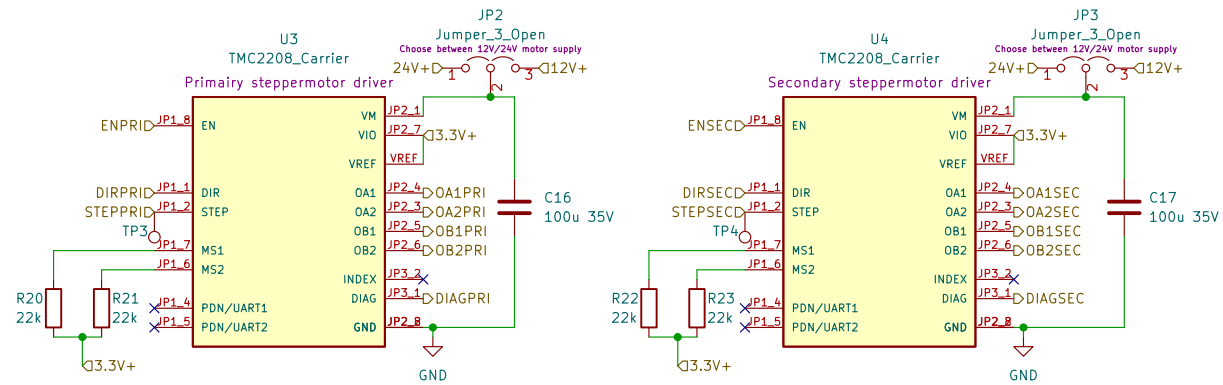 JP2
Jumper_3_Open
Choose between 12V/24V motor supply
24V+
1
2
3
12V+
U3
TMC2208_Carrier
Primairy steppermotor driver
ENPRI
JP1_8
EN
DIRPRI
JP1_1
DIR
STEPPRI
JP1_2
STEP
TP3
JP1_7
MS1
JP1_6
MS2
JP1_4
PDN/UART1
JP1_5
PDN/UART2
VM
JP2_1
VIO
JP2_7
3.3V+
VREF
VREF
OA1
JP2_4
OA1PRI
OA2
JP2_3
OA2PRI
OB1
JP2_5
OB1PRI
OB2
JP2_6
OB2PRI
INDEX
JP3_2
DIAG
JP3_1
DIAGPRI
GND
GND
C16
100u 35V
R20
22k
R21
22k
3.3V+
JP3
Jumper_3_Open
Choose between 12V/24V motor supply
24V+
1
2
3
12V+
U4
TMC2208_Carrier
Secondary steppermotor driver
ENSEC
JP1_8
EN
DIRSEC
JP1_1
DIR
STEPSEC
JP1_2
STEP
TP4
JP1_7
MS1
JP1_6
MS2
JP1_4
PDN/UART1
JP1_5
PDN/UART2
VM
JP2_1
VIO
JP2_7
3.3V+
VREF
VREF
OA1
JP2_4
OA1SEC
OA2
JP2_3
OA2SEC
OB1
JP2_5
OB1SEC
OB2
JP2_6
OB2SEC
INDEX
JP3_2
DIAG
JP3_1
DIAGSEC
GND
GND
C17
100u 35V
R22
22k
R23
22k
3.3V+